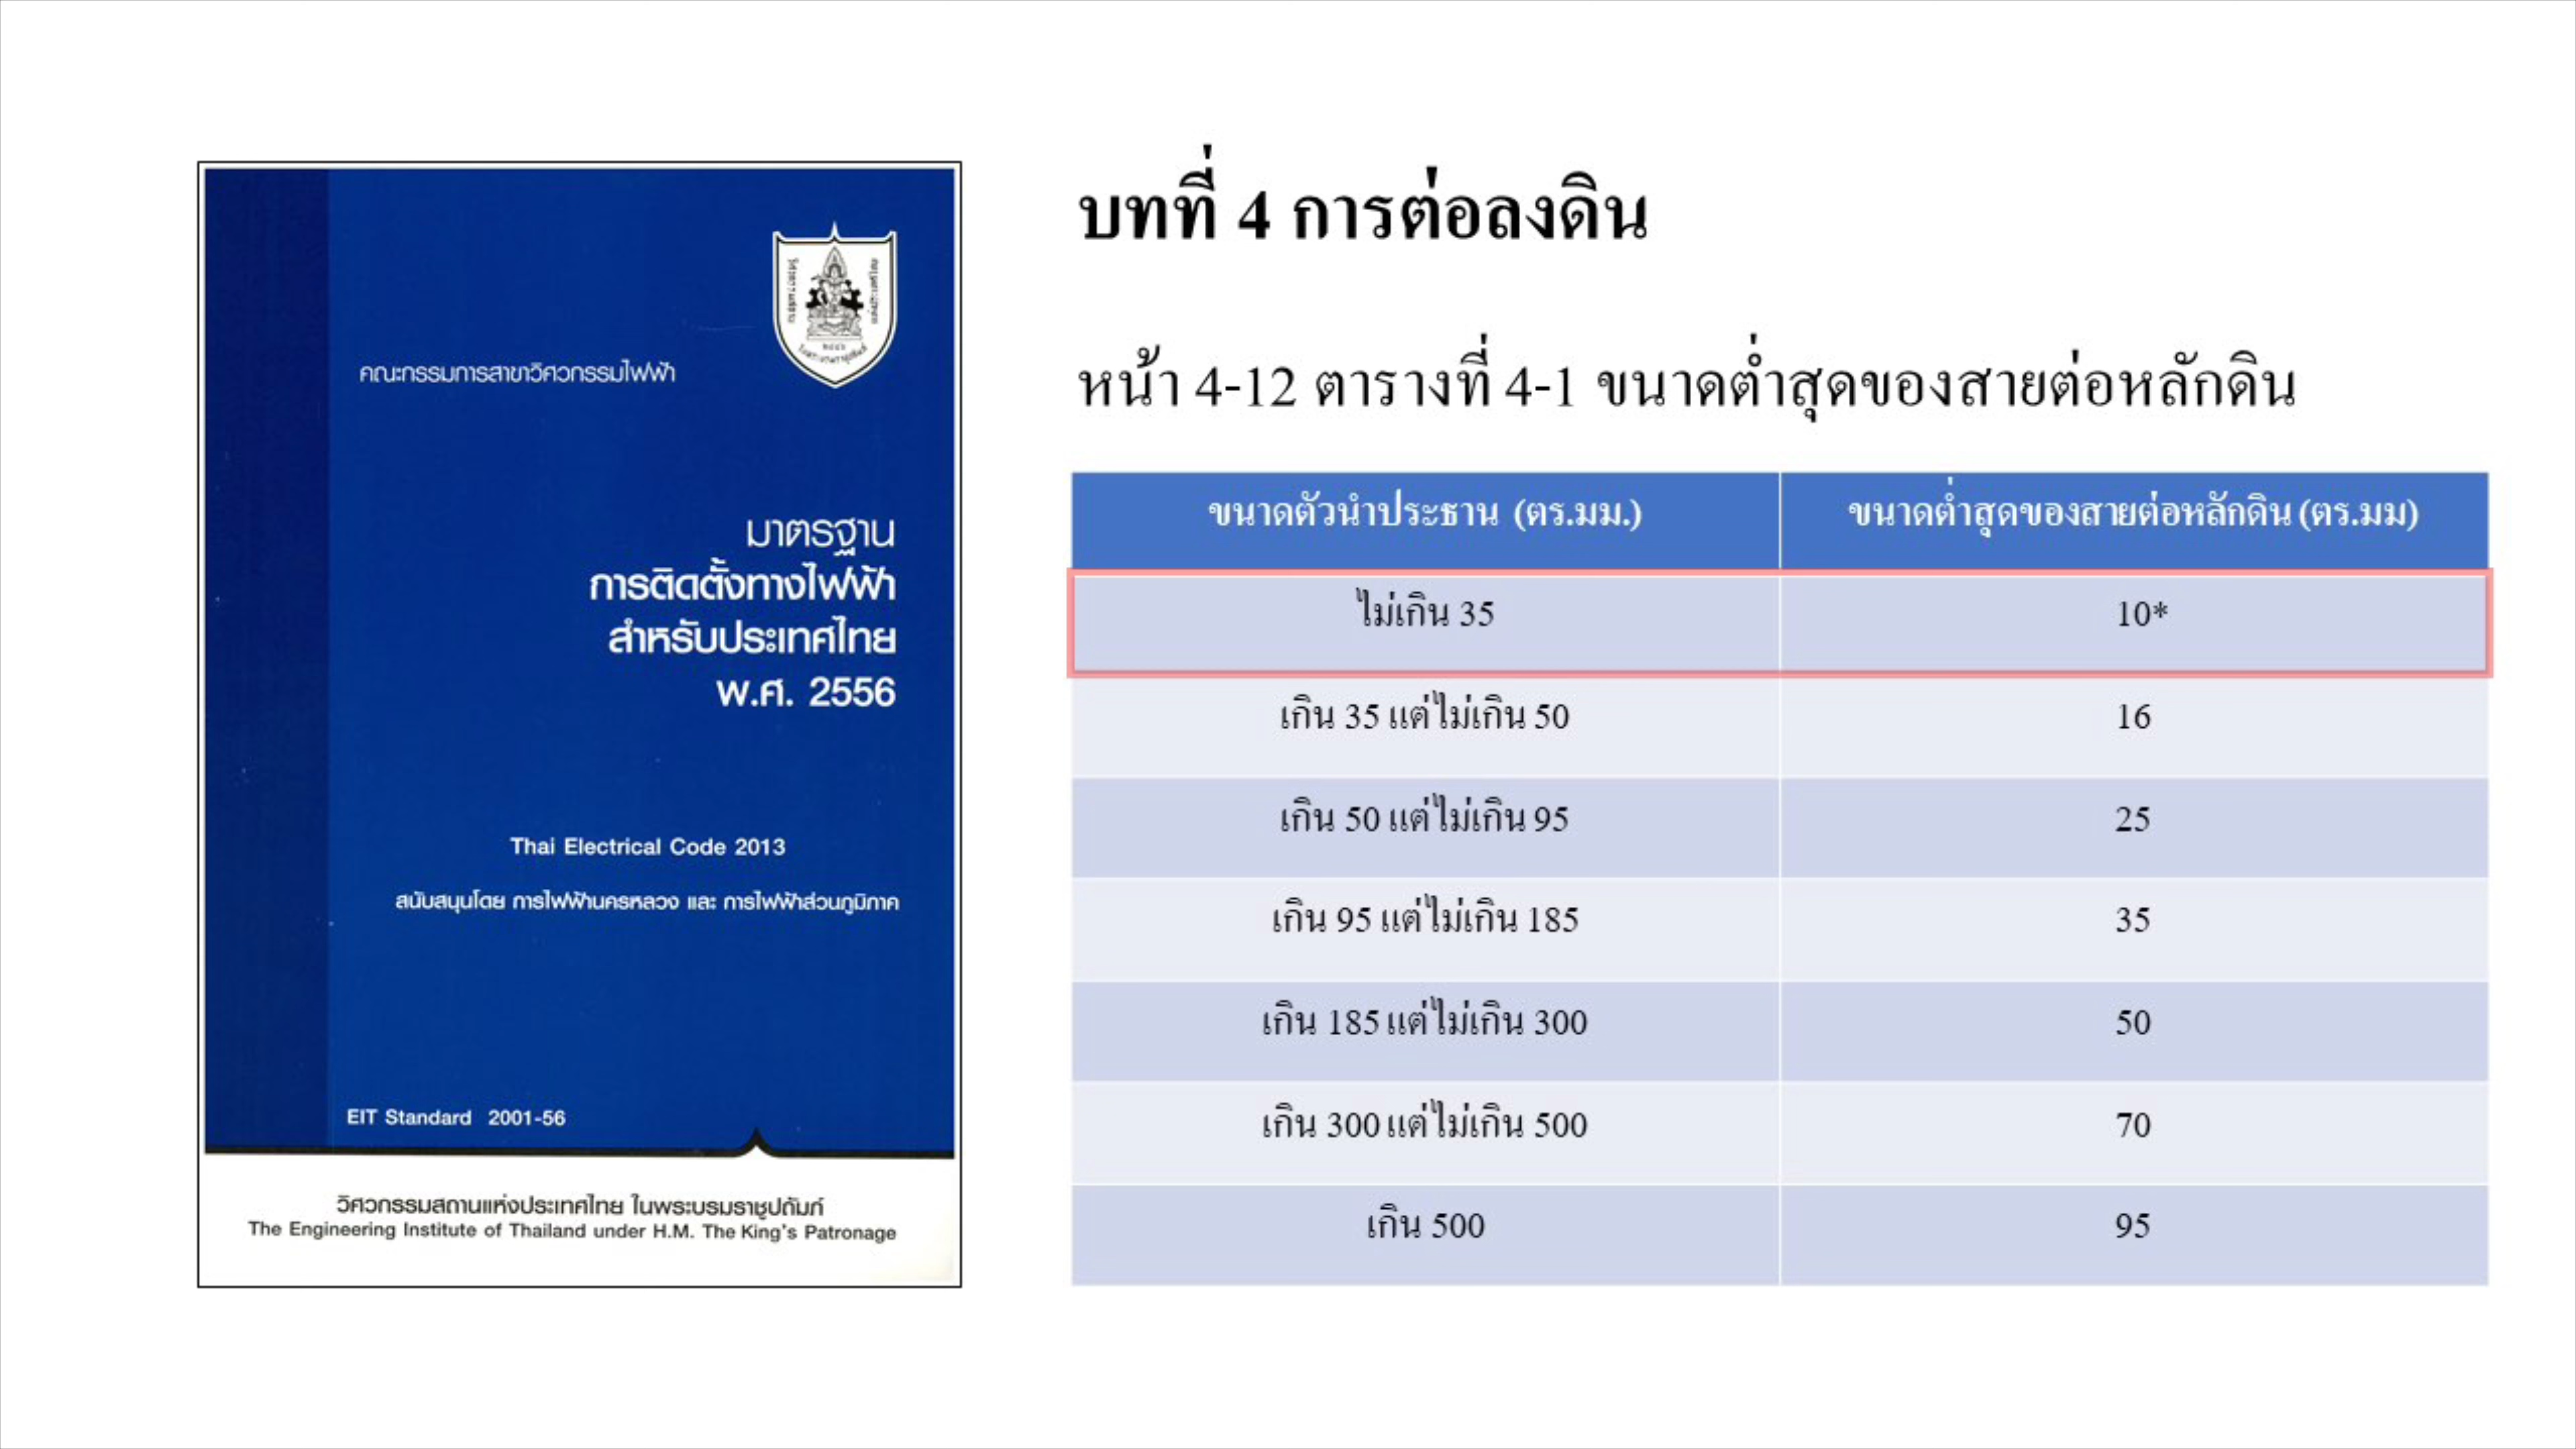 คณะกรรมการสาขาวิศวกรรมไฟฟ้า
มาตรฐาน
การติดตั้งทางไฟฟ้า
สำหรับประเทศไทย
พ.ศ. 2556
Thai Electrical Code 2013
สนับสนุนโดย การไฟฟ้านครหลวง และ การไฟฟ้าส่วนภูมิภาค
EIT Standard 2001-56
วิศวกรรมสถานแห่งประเทศไทย ในพระบรมราชูปถัมภ์
The Engineering Institute of Thailand under H.M. The King's Patronage
บทที่ 4 การต่อลงดิน
หน้า 4-12 ตารางที่ 4-1 ขนาดต่ำสุดของสายต่อหลักดิน
ขนาดตัวนำประธาน (ตร.มม.) ขนาดต่ำสุดของสายต่อหลักดิน (ตร.มม)
ไม่เกิน 35 10*
เกิน 35 แต่ไม่เกิน 50 16
เกิน 50 แต่ไม่เกิน 95 25
เกิน 95 แต่ไม่เกิน 185 35
เกิน 185 แต่ไม่เกิน 300 50
เกิน 300 แต่ไม่เกิน 500 70
เกิน 500 95